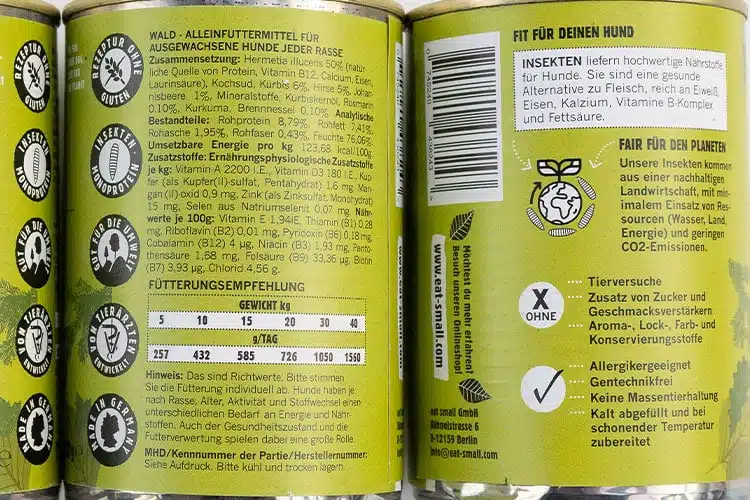 REZEPTUR OHNE GLUTEN
INSEKTEN MONOPROTEIN
GUT FÜR DIE UMWELT
VON TIERÄRZTEN ENTWICKELT
MADE IN GERMANY
WALD - ALLEINFUTTERMITTEL FÜR
AUSGEWACHSENE HUNDE JEDER RASSE
Zusammensetzung: Hermetia illucens 50% (natür-
liche Quelle von Protein, Vitamin B12, Calcium, Eisen,
Laurinsäure), Kochsud, Kürbis 6%, Hirse 5%, Johan-
nisbeere 1%, Mineralstoffe, Kürbiskernöl, Rosmarin
0.10%, Kurkuma, Brennnessel 0.10%. Analytische
Bestandteile: Rohprotein 8,79%, Rohfett 7,41%,
Rohasche 1,95%, Rohfaser 0,43%, Feuchte 76,06%,
Umsetzbare Energie pro kg 123,68 kcal/100g
Zusatzstoffe: Ernährungsphysiologische Zusatzstoffe
je kg: Vitamin A 2200 I.E., Vitamin D3 180 I.E., Kup-
fer (als Kupfer(II)-sulfat, Pentahydrat) 1,6 mg, Man-
gan (II)-oxid 0,9 mg, Zink (als Zinksulfat, Monohydrat)
15 mg, Selen aus Natriumselenit 0.07 mg. Nähr-
werte je 100g: Vitamin E 1,94iE, Thiamin (B1) 0,28
mg, Riboflavin (B2) 0,01 mg, Pyridoxin (B6) 0,18 mg,
Cobalamin (B12) 4 µg, Niacin (B3) 1,93 mg, Panto-
thensäure 1,68 mg, Folsäure (B9) 33,36 µg, Biotin
(B7) 3,93 µg, Chlorid 4,56 g.
FÜTTERUNGSEMPFEHLUNG
GEWICHT kg
5 10 15 20 30 40
g/TAG
257 432 585 726 1050 1560
Hinweis: Das sind Richtwerte. Bitte stimmen
Sie die Fütterung individuell ab. Hunde haben je
nach Rasse, Alter, Aktivität und Stoffwechsel einen
unterschiedlichen Bedarf an Energie und Nähr-
stoffen. Auch der Gesundheitszustand und die
Futterverwertung spielen dabei eine große Rolle.
MHD/Kennnummer der Partie/Herstellernummer:
Siehe Aufdruck. Bitte kühl und trocken lagern.
Möchtest du mehr erfahren?
Besuch unseren Onlineshop!
www.eat-small.com
eat small GmbH
Hähnelstrasse 6
D-12159 Berlin
info@eat-small.com
FIT FÜR DEINEN HUND
INSEKTEN liefern hochwertige Nährstoffe
für Hunde. Sie sind eine gesunde
Alternative zu Fleisch, reich an Eiweiß,
Eisen, Kalzium, Vitamine B-Komplex
und Fettsäure.
FAIR FÜR DEN PLANETEN
Unsere Insekten kommen
aus einer nachhaltigen
Landwirtschaft, mit min-
imalem Einsatz von Res-
sourcen (Wasser, Land,
Energie) und geringen
CO2-Emissionen.
X
OHNE
Tierversuche
Zusatz von Zucker und
Geschmacksverstärkern
Aroma-, Lock-, Farb- und
Konservierungsstoffe
Allergikergeeignet
Gentechnikfrei
Keine Massentierhaltung
Kalt abgefüllt und bei
schonender Temperatur
zubereitet